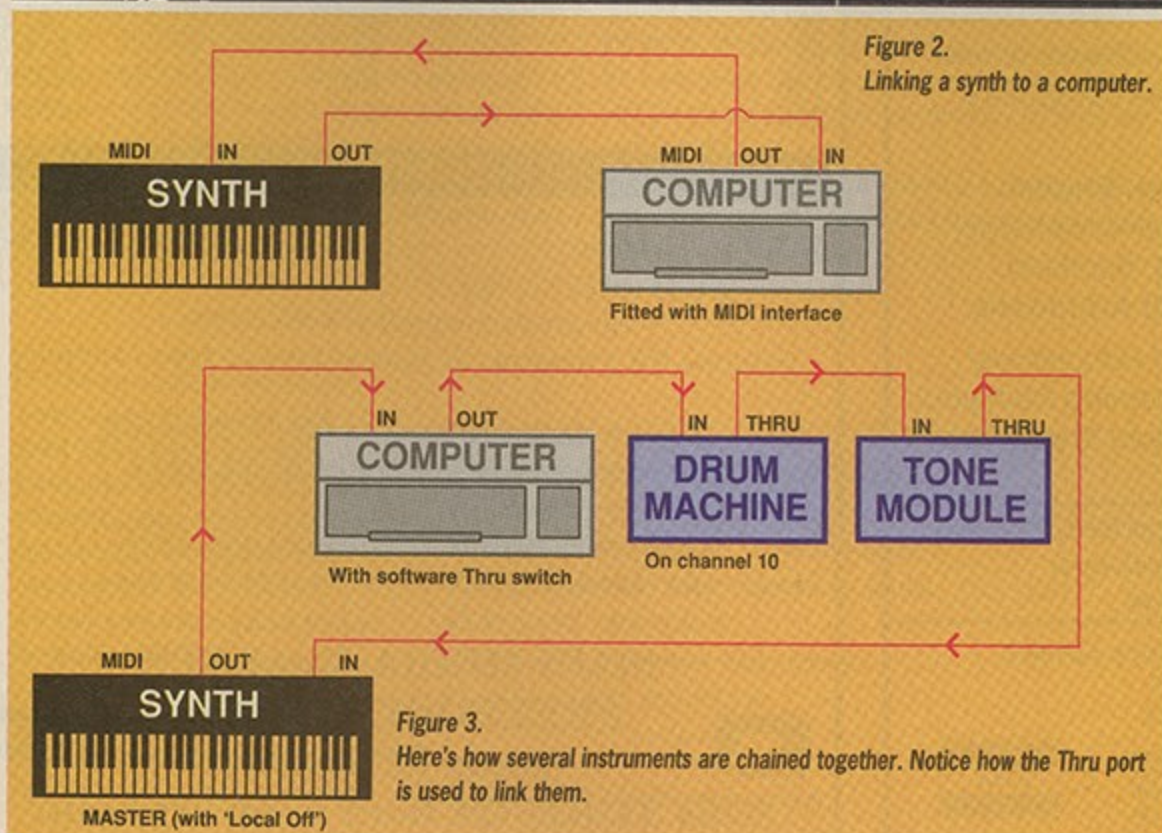 Figure 2.
Linking a synth to a computer.
MIDI IN OUT
SYNTH
MIDI OUT IN
COMPUTER
Fitted with MIDI interface
IN OUT
COMPUTER
With software Thru switch
IN THRU
DRUM
MACHINE
On channel 10
IN THRU
TONE
MODULE
MIDI OUT IN
SYNTH
MASTER (with 'Local Off')
Figure 3.
Here's how several instruments are chained together. Notice how the Thru port
is used to link them.